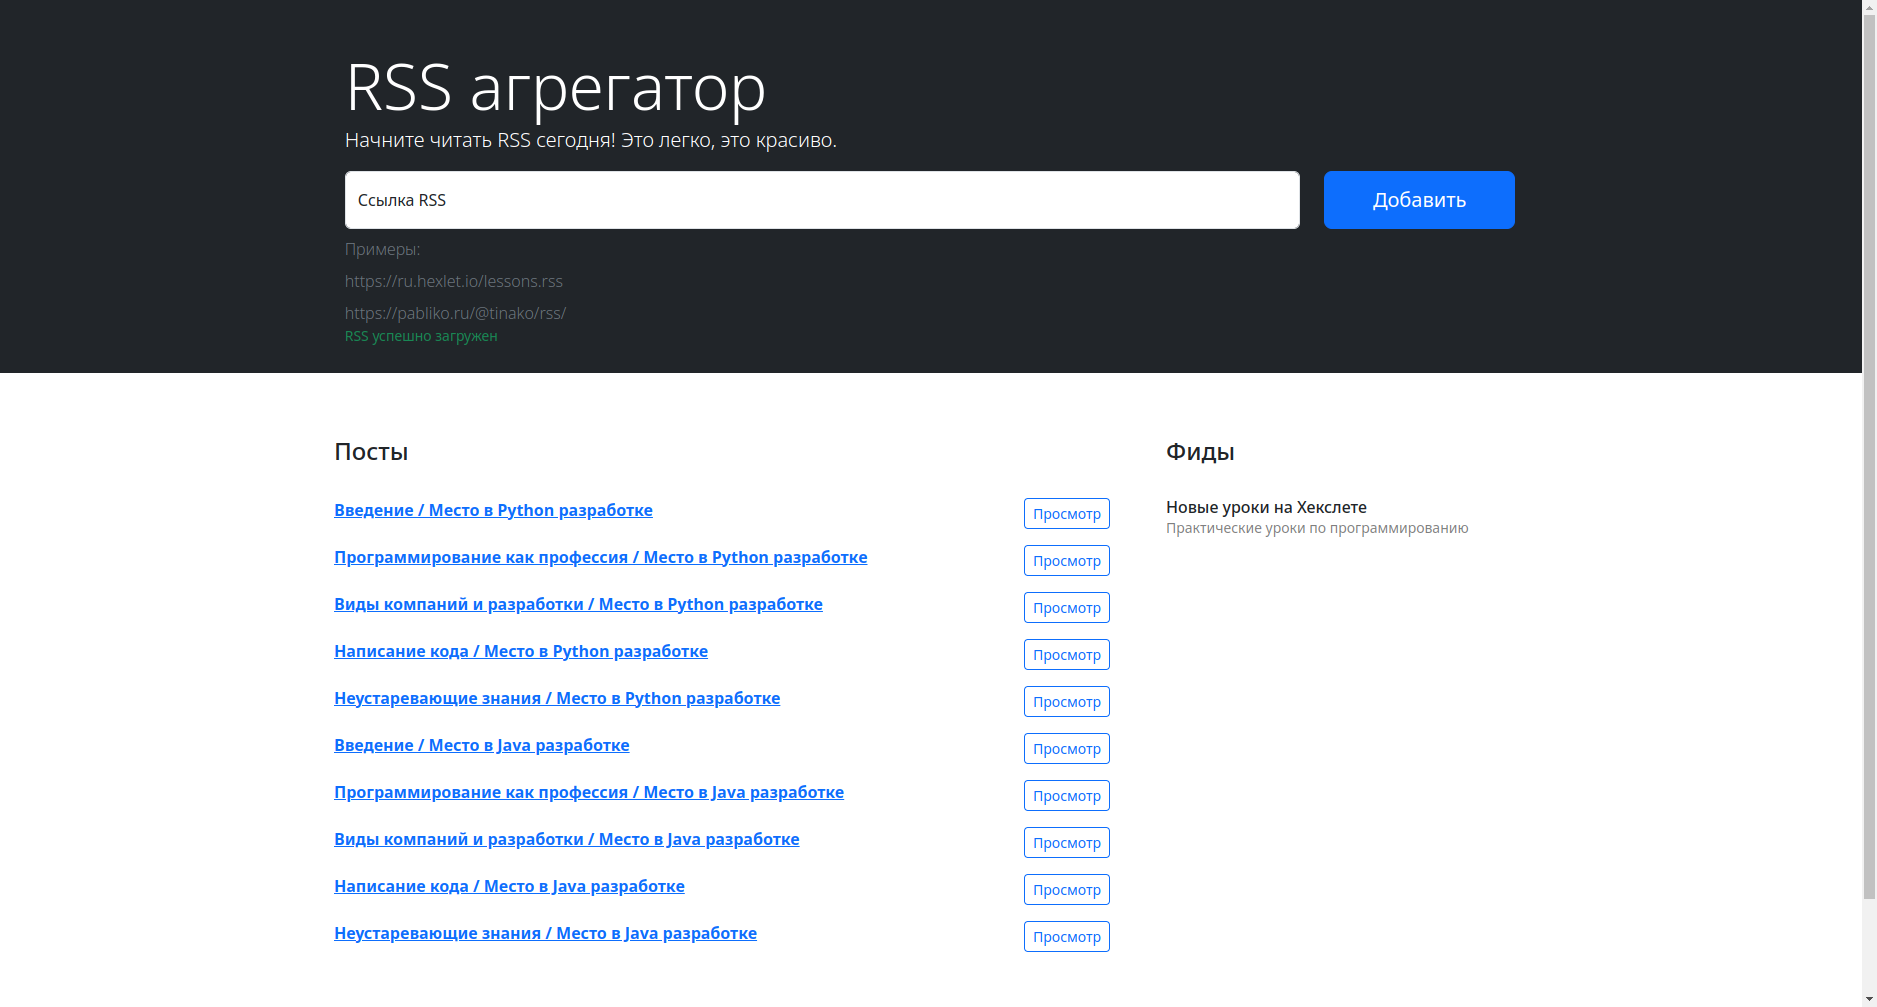 RSS агрегатор
Начните читать RSS сегодня! Это легко, это красиво.
Ссылка RSS
Добавить
Примеры:
https://ru.hexlet.io/lessons.rss
https://pabliko.ru/@tinako/rss/
RSS успешно загружен
Посты
Введение / Место в Python разработке
Просмотр
Программирование как профессия / Место в Python разработке
Просмотр
Виды компаний и разработки / Место в Python разработке
Просмотр
Написание кода / Место в Python разработке
Просмотр
Неустаревающие знания / Место в Python разработке
Просмотр
Введение / Место в Java разработке
Просмотр
Программирование как профессия / Место в Java разработке
Просмотр
Виды компаний и разработки / Место в Java разработке
Просмотр
Написание кода / Место в Java разработке
Просмотр
Неустаревающие знания / Место в Java разработке
Просмотр
Фиды
Новые уроки на Хекслете
Практические уроки по программированию